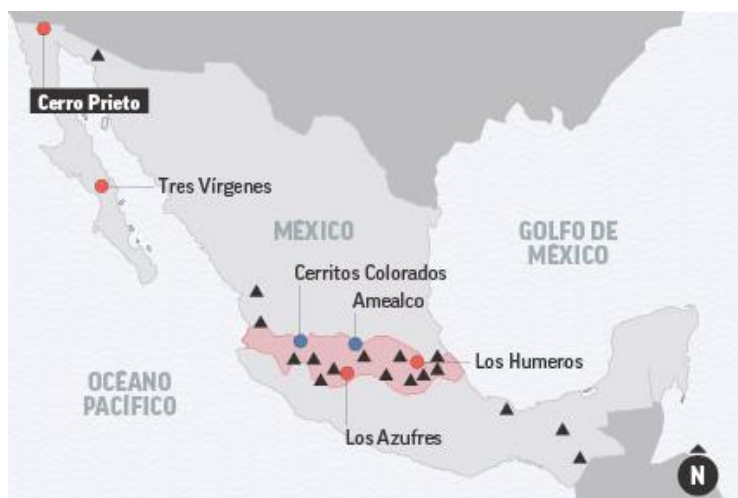 Cerro Prieto
Tres Vírgenes
MÉXICO
GOLFO DE
MÉXICO
Cerritos Colorados
Amealco
Los Humeros
OCÉANO
PACÍFICO
Los Azufres
N